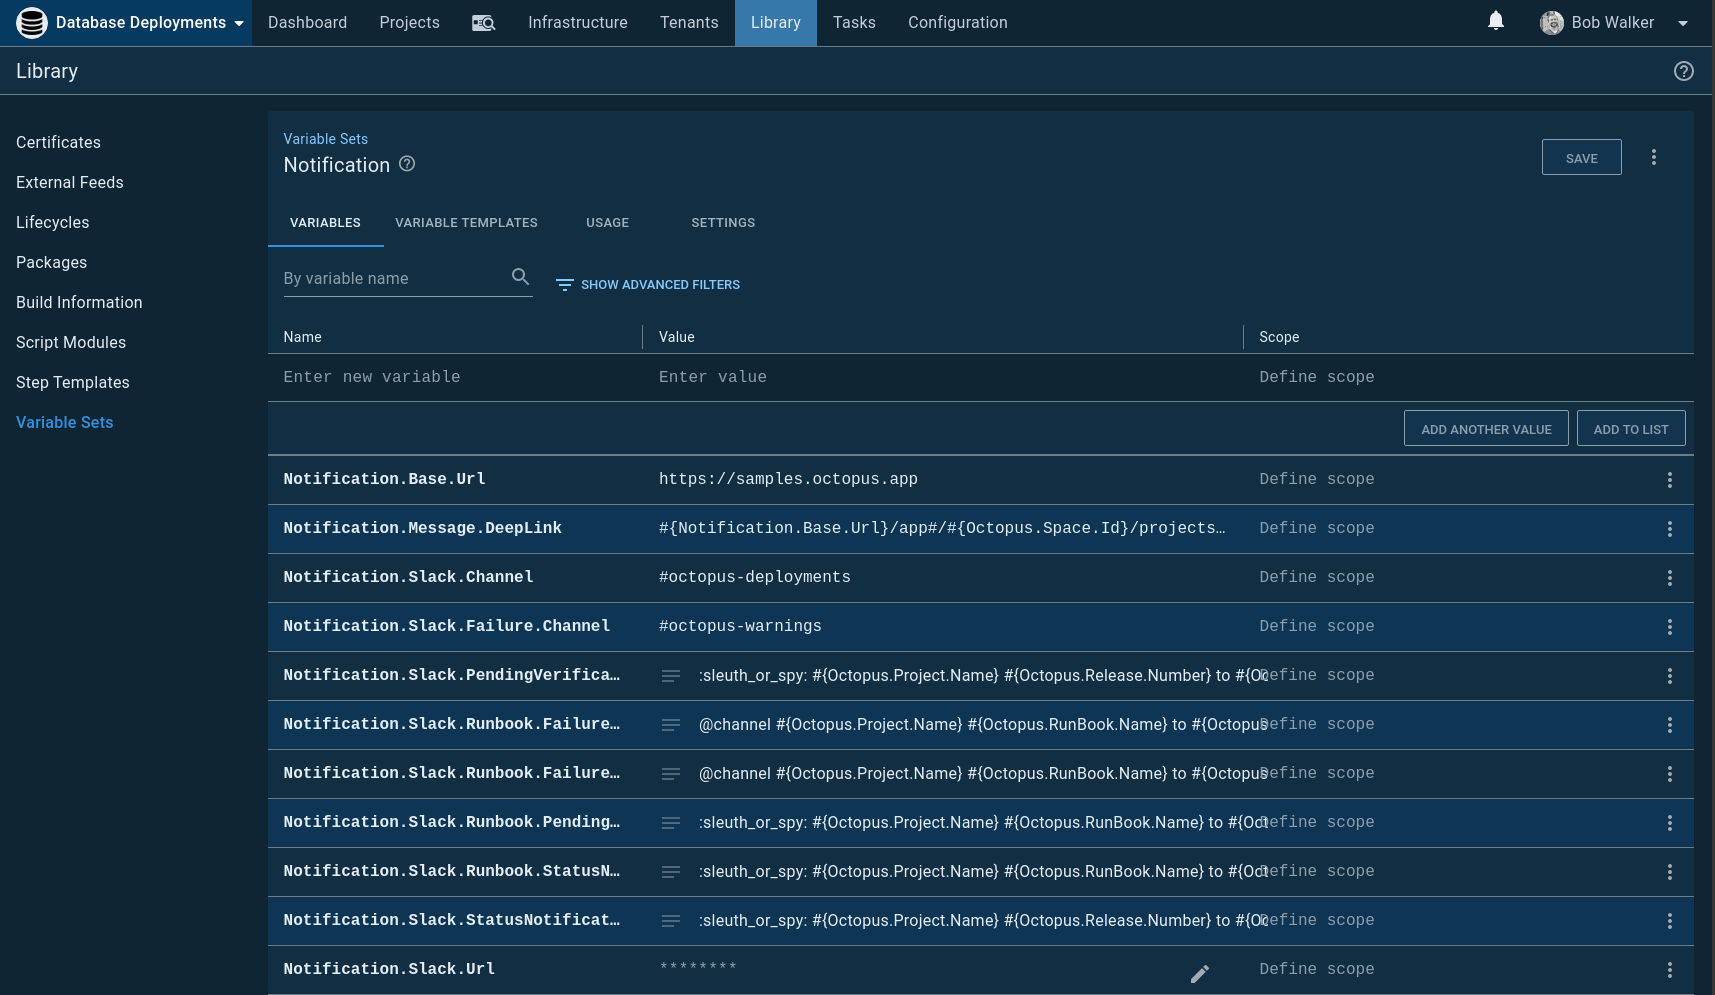 Database Deployments Dashboard Projects Infrastructure Tenants Library Tasks Configuration Bob Walker
Library
Certificates
External Feeds
Lifecycles
Packages
Build Information
Script Modules
Step Templates
Variable Sets
Variable Sets
Notification
SAVE
VARIABLES VARIABLE TEMPLATES USAGE SETTINGS
By variable name SHOW ADVANCED FILTERS
Name Value Scope
Enter new variable Enter value Define scope
ADD ANOTHER VALUE ADD TO LIST
Notification.Base.Url https://samples.octopus.app Define scope
Notification.Message.DeepLink #{Notification.Base.Url}/app#/#{Octopus.Space.Id}/projects… Define scope
Notification.Slack.Channel #octopus-deployments Define scope
Notification.Slack.Failure.Channel #octopus-warnings Define scope
Notification.Slack.PendingVerifica… :sleuth_or_spy: #{Octopus.Project.Name} #{Octopus.Release.Number} to #{Oc Define scope
Notification.Slack.Runbook.Failure… @channel #{Octopus.Project.Name} #{Octopus.RunBook.Name} to #{Octopus Define scope
Notification.Slack.Runbook.Failure… @channel #{Octopus.Project.Name} #{Octopus.RunBook.Name} to #{Octopus Define scope
Notification.Slack.Runbook.Pending… :sleuth_or_spy: #{Octopus.Project.Name} #{Octopus.RunBook.Name} to #{Oct Define scope
Notification.Slack.Runbook.StatusN… :sleuth_or_spy: #{Octopus.Project.Name} #{Octopus.RunBook.Name} to #{Oct Define scope
Notification.Slack.StatusNotificat… :sleuth_or_spy: #{Octopus.Project.Name} #{Octopus.Release.Number} to #{Oc Define scope
Notification.Slack.Url ******** Define scope